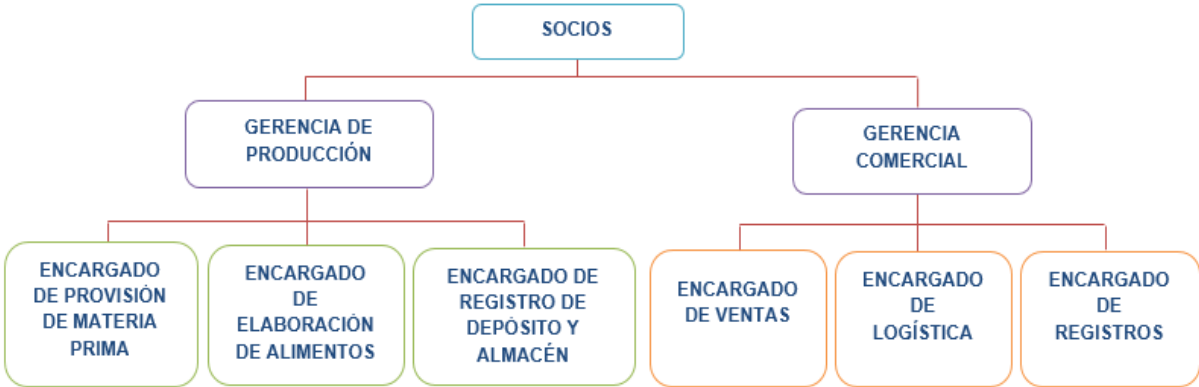 SOCIOS
GERENCIA DE
PRODUCCIÓN
GERENCIA
COMERCIAL
ENCARGADO
DE PROVISIÓN
DE MATERIA
PRIMA
ENCARGADO
DE
ELABORACIÓN
DE ALIMENTOS
ENCARGADO DE
REGISTRO DE
DEPÓSITO Y
ALMACÉN
ENCARGADO
DE VENTAS
ENCARGADO
DE
LOGÍSTICA
ENCARGADO
DE
REGISTROS